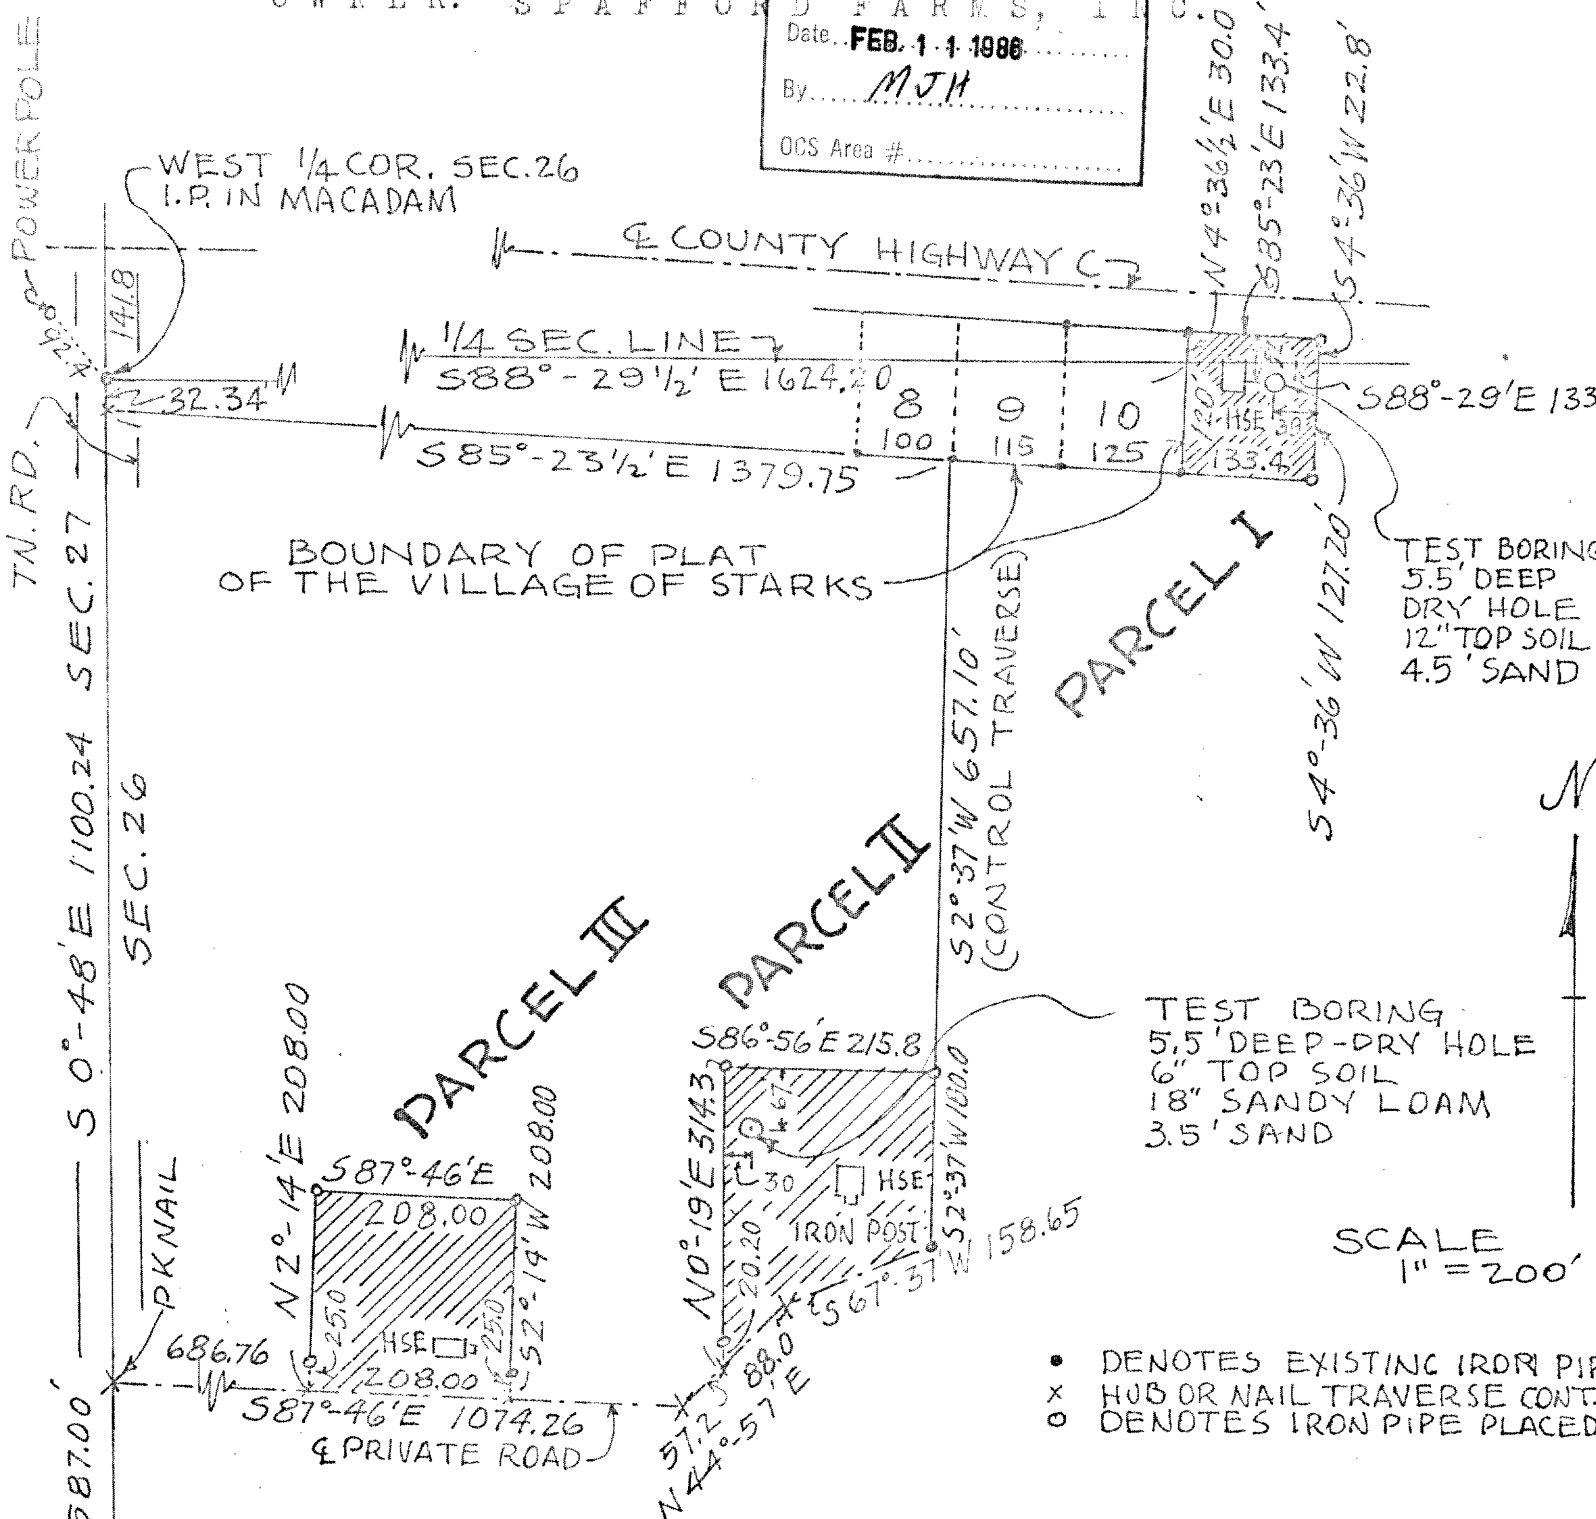 OWNER: SPAFFORD FARMS, INC.
Date FEB. 11 1986
By MJH
OCS Area #
POWERPOLE
WEST 1/4 COR. SEC.26
I.P. IN MACADAM
141.8
℄ COUNTY HIGHWAY C
N4°-36½'E 30.0
S85°-23'E 133.4'
S4°-36'W 22.8'
1/4 SEC. LINE
S88°-29½' E 1624.20
32.34'
S85°-23½' E 1379.75
8
100
9
115
10
125
120'
HSE
30
133.4
S88°-29'E 133
TN. RD.
BOUNDARY OF PLAT
OF THE VILLAGE OF STARKS
PARCEL I
S4°-36'W 127.20'
TEST BORING
5.5' DEEP
DRY HOLE
12" TOP SOIL
4.5' SAND
S2°-37'W 657.10'
(CONTROL TRAVERSE)
S 0°-48'E 1100.24 SEC.27
SEC.26
N
PARCEL III
PARCEL II
S86°-56'E 215.8
N0°-19'E 314.3
67
30
HSE
IRON POST
20.20
S2°-37'W 180.0
S67°-37'W 158.65
TEST BORING
5.5' DEEP-DRY HOLE
6" TOP SOIL
18" SANDY LOAM
3.5' SAND
N2°-14'E 208.00
S87°-46'E
208.00
S2°-14'W 208.00
25.0
HSE
25.0
208.00
PKNAIL
686.76
S87°-46'E 1074.26
℄ PRIVATE ROAD
57.2
88.0
N44°-57'E
587.00'
SCALE
1" = 200'
● DENOTES EXISTING IRON PIP
x HUB OR NAIL TRAVERSE CONT.
o DENOTES IRON PIPE PLACED